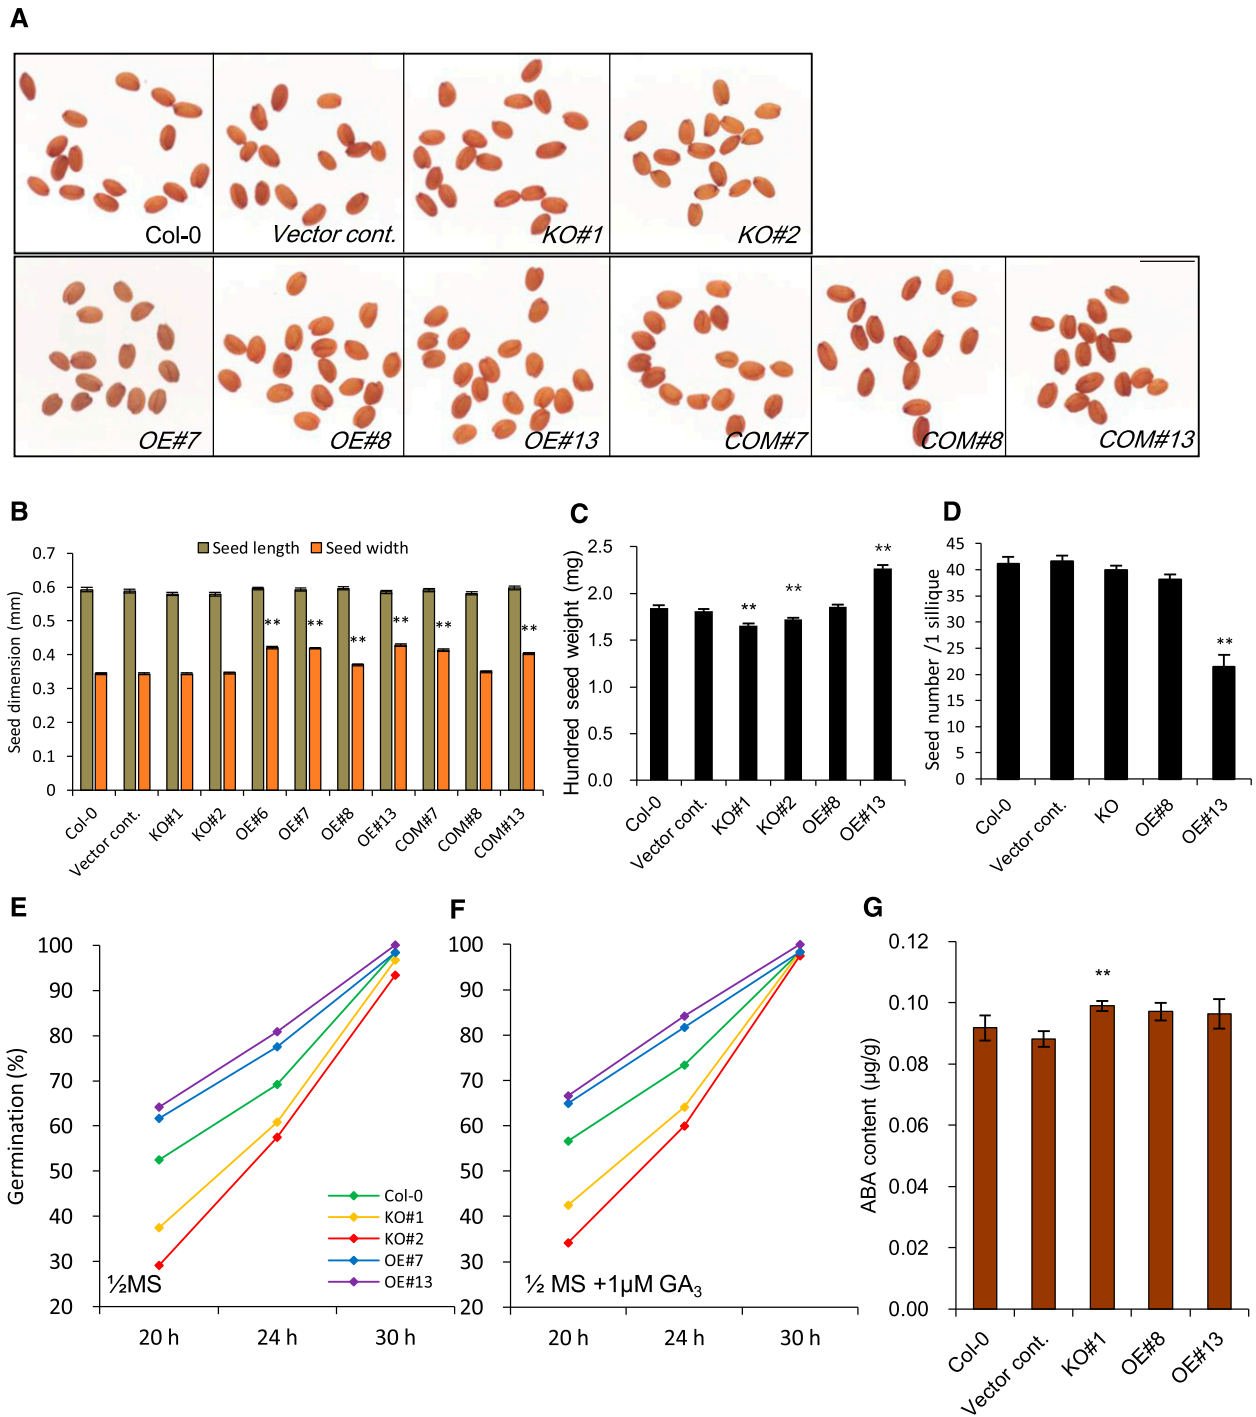 A
Col-0
Vector cont.
KO#1
KO#2
OE#7
OE#8
OE#13
COM#7
COM#8
COM#13
B
Seed length
Seed width
Seed dimension (mm)
0.7
0.6
0.5
0.4
0.3
0.2
0.1
0
**
**
**
**
**
**
Col-0
Vector cont.
KO#1
KO#2
OE#6
OE#7
OE#8
OE#13
COM#7
COM#8
COM#13
C
Hundred seed weight (mg)
2.5
2.0
1.5
1.0
0.5
0.0
**
**
**
Col-0
Vector cont.
KO#1
KO#2
OE#8
OE#13
D
Seed number /1 sillique
45
40
35
30
25
20
15
10
5
0
**
Col-0
Vector cont.
KO
OE#8
OE#13
E
Germination (%)
100
90
80
70
60
50
40
30
20
Col-0
KO#1
KO#2
OE#7
OE#13
½MS
20 h
24 h
30 h
F
100
90
80
70
60
50
40
30
20
½ MS +1µM GA₃
20 h
24 h
30 h
G
ABA content (µg/g)
0.12
0.10
0.08
0.06
0.04
0.02
0.00
**
Col-0
Vector cont.
KO#1
OE#8
OE#13